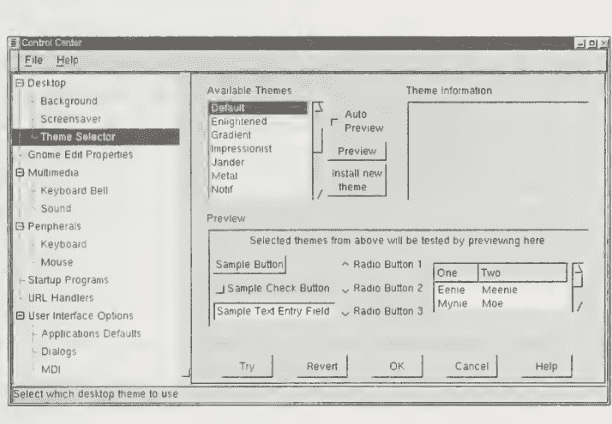 Control Center
File Help
Desktop
Background
Screensaver
Theme Selector
Gnome Edit Properties
Multimedia
Keyboard Bell
Sound
Peripherals
Keyboard
Mouse
Startup Programs
URL Handlers
User Interface Options
Applications Defaults
Dialogs
MDI
Available Themes
Default
Enlightened
Gradient
Impressionist
Jander
Metal
Notif
Auto
Preview
Preview
Install new
theme
Theme Information
Preview
Selected themes from above will be tested by previewing here
Sample Button
Sample Check Button
Sample Text Entry Field
Radio Button 1
Radio Button 2
Radio Button 3
One Two
Eenie Meenie
Mynie Moe
Try Revert OK Cancel Help
Select which desktop theme to use